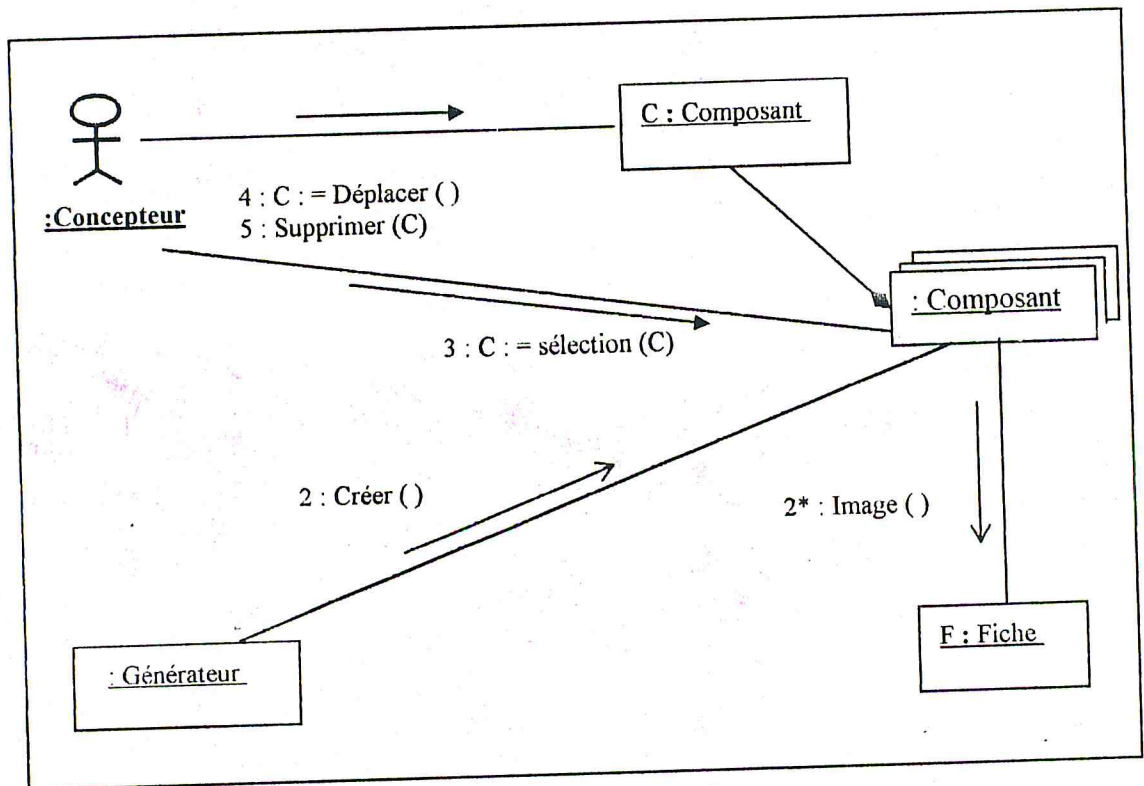 C : Composant
:Concepteur
4 : C : = Déplacer ( )
5 : Supprimer (C)
: Composant
3 : C : = sélection (C)
2 : Créer ( )
2* : Image ( )
F : Fiche
: Générateur